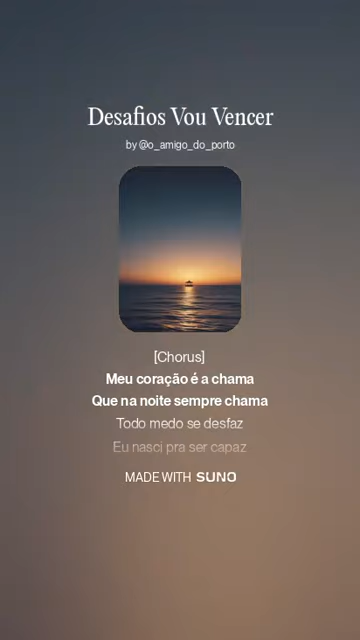 Desafios Vou Vencer
by @o_amigo_do_porto
[Chorus]
Meu coração é a chama
Que na noite sempre chama
Todo medo se desfaz
Eu nasci pra ser capaz
MADE WITH SUNO